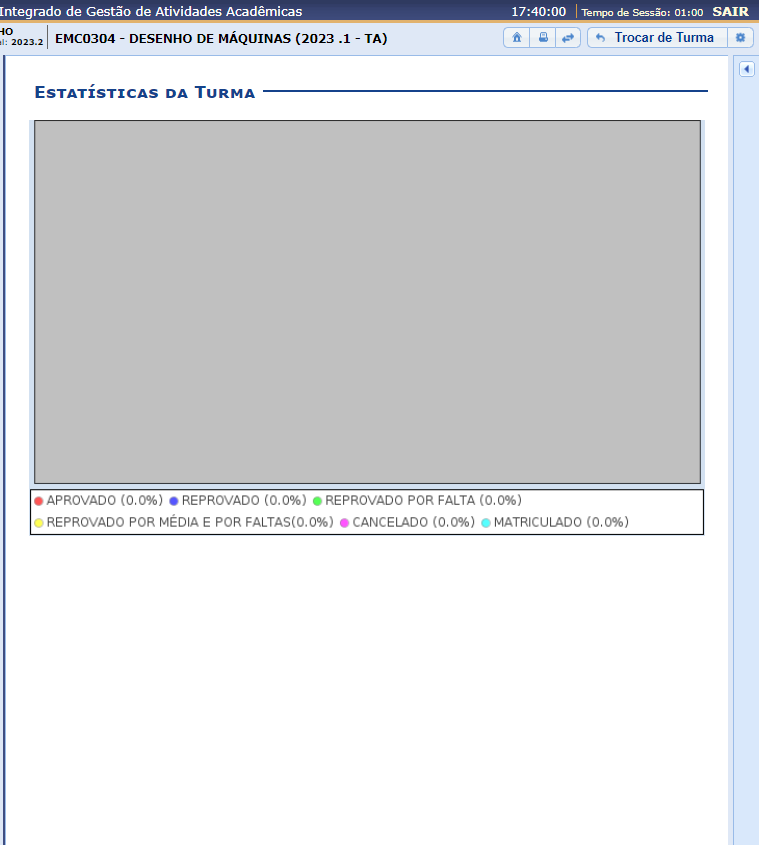 Integrado de Gestão de Atividades Acadêmicas 17:40:00 Tempo de Sessão: 01:00 SAIR
HO
el: 2023.2 EMC0304 - DESENHO DE MÁQUINAS (2023 .1 - TA) Trocar de Turma
Estatísticas da Turma
APROVADO (0.0%) REPROVADO (0.0%) REPROVADO POR FALTA (0.0%)
REPROVADO POR MÉDIA E POR FALTAS(0.0%) CANCELADO (0.0%) MATRICULADO (0.0%)